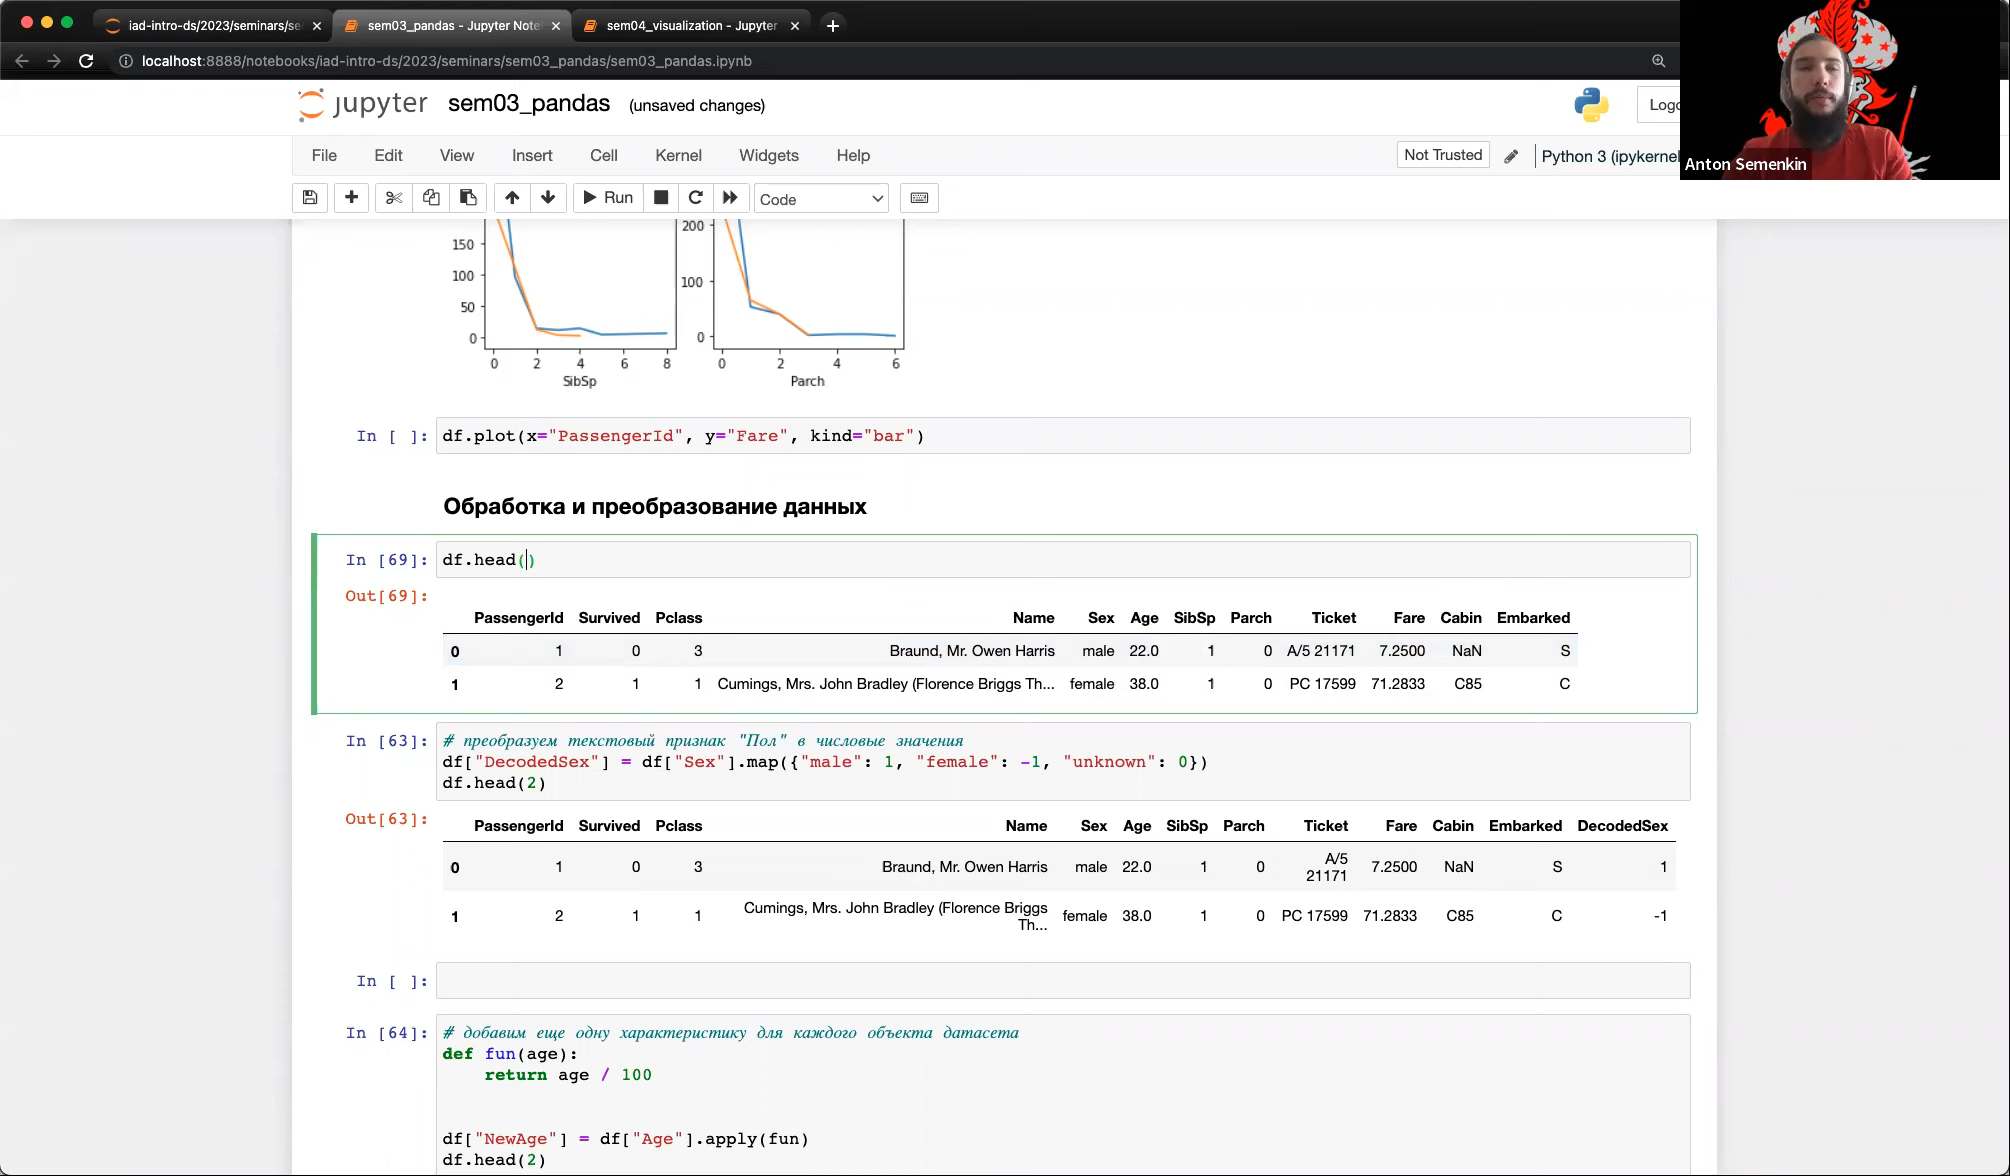 iad-intro-ds/2023/seminars/se
sem03_pandas - Jupyter Note
sem04_visualization - Jupyter
localhost:8888/notebooks/iad-intro-ds/2023/seminars/sem03_pandas/sem03_pandas.ipynb
jupyter sem03_pandas (unsaved changes)
Logo
Anton Semenkin
File Edit View Insert Cell Kernel Widgets Help
Not Trusted Python 3 (ipykernel
Run Code
150 100 50 0
200 100 0
0 2 4 6 8
0 2 4 6
SibSp Parch
In [ ]: df.plot(x="PassengerId", y="Fare", kind="bar")
Обработка и преобразование данных
In [69]: df.head()
Out[69]:
PassengerId Survived Pclass Name Sex Age SibSp Parch Ticket Fare Cabin Embarked
0 1 0 3 Braund, Mr. Owen Harris male 22.0 1 0 A/5 21171 7.2500 NaN S
1 2 1 1 Cumings, Mrs. John Bradley (Florence Briggs Th... female 38.0 1 0 PC 17599 71.2833 C85 C
In [63]: # преобразуем текстовый признак "Пол" в числовые значения
df["DecodedSex"] = df["Sex"].map({"male": 1, "female": -1, "unknown": 0})
df.head(2)
Out[63]:
PassengerId Survived Pclass Name Sex Age SibSp Parch Ticket Fare Cabin Embarked DecodedSex
0 1 0 3 Braund, Mr. Owen Harris male 22.0 1 0 A/5 21171 7.2500 NaN S 1
1 2 1 1 Cumings, Mrs. John Bradley (Florence Briggs Th... female 38.0 1 0 PC 17599 71.2833 C85 C -1
In [ ]:
In [64]: # добавим еще одну характеристику для каждого объекта датасета
def fun(age):
return age / 100
df["NewAge"] = df["Age"].apply(fun)
df.head(2)